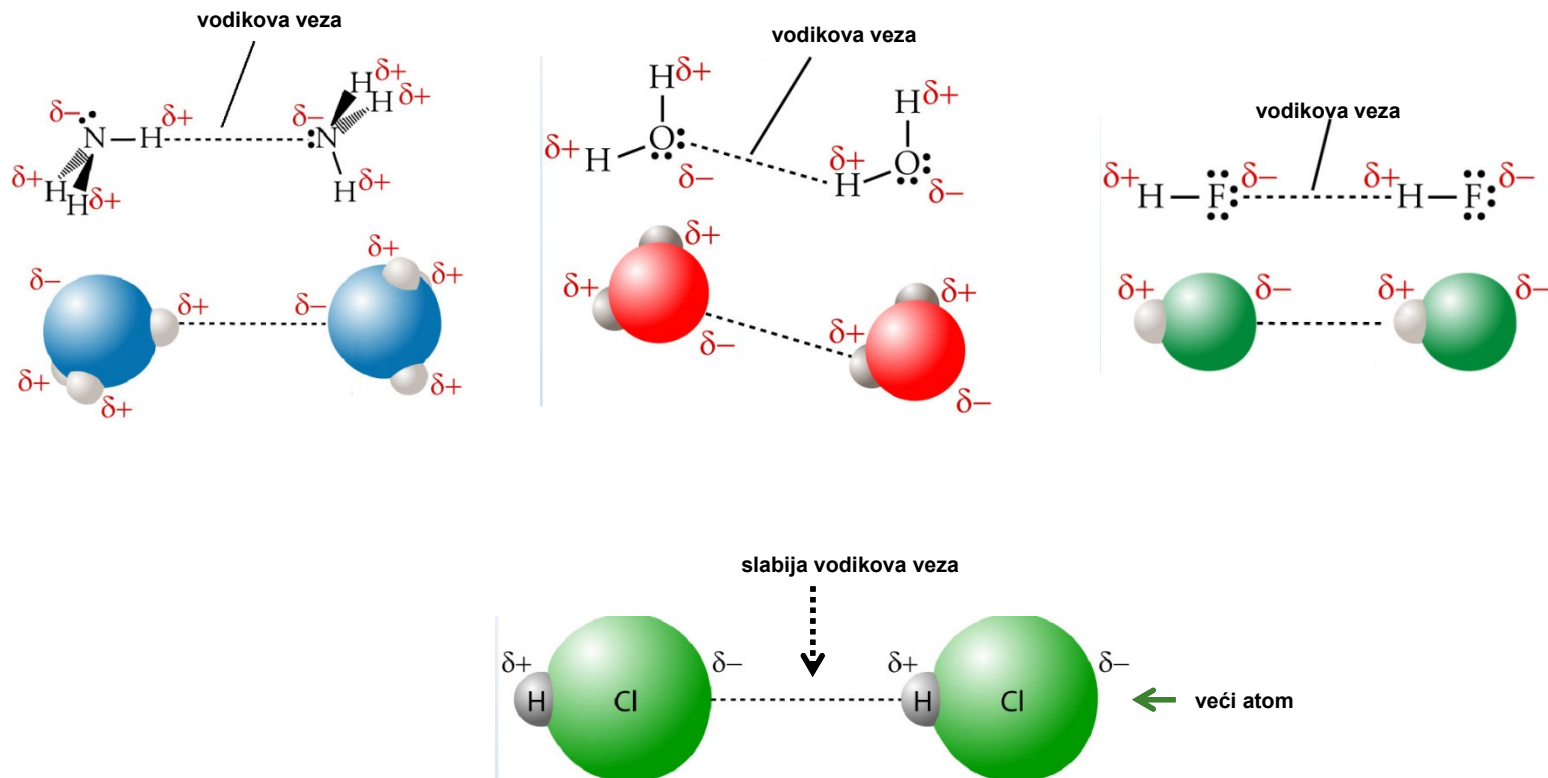 vodikova veza
δ− N H δ+ δ− N H δ+ H δ+ H δ+
δ+ H H δ+
δ− δ+ δ− δ+ δ+
δ+ δ+ δ+
vodikova veza
H δ+
δ+ H O δ−
H δ+
δ+ H O δ−
δ+ δ+ δ−
δ+ δ+ δ−
vodikova veza
δ+ H F δ− δ+ H F δ−
δ+ δ− δ+ δ−
slabija vodikova veza
δ+ δ− δ+ δ−
H Cl H Cl veći atom